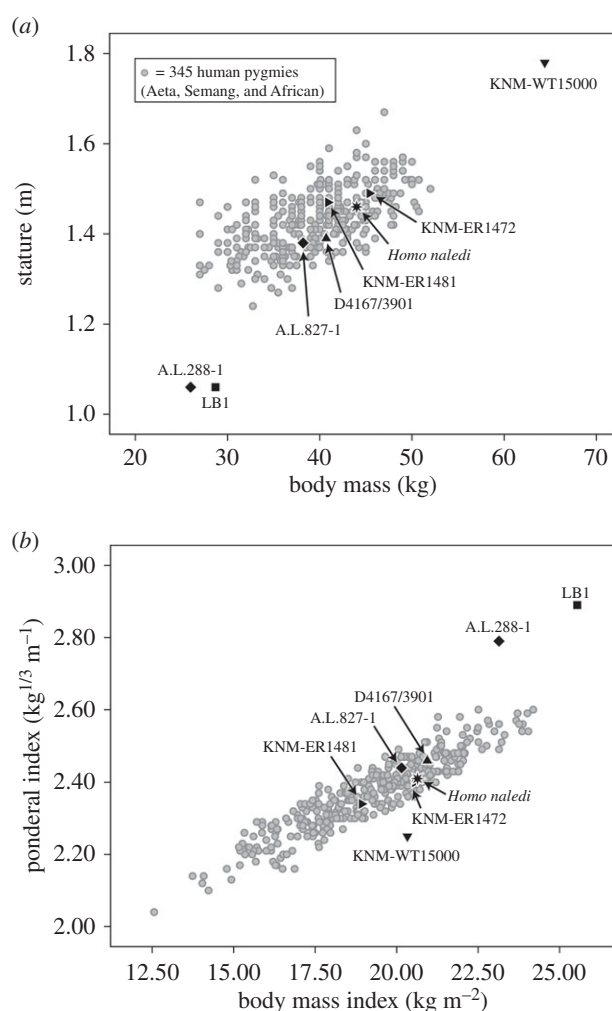 (a)
1.8
= 345 human pygmies
(Aeta, Semang, and African)
KNM-WT15000
1.6
stature (m)
1.4
KNM-ER1472
Homo naledi
KNM-ER1481
D4167/3901
A.L.827-1
1.2
A.L.288-1
LB1
1.0
20 30 40 50 60 70
body mass (kg)
(b)
3.00
LB1
A.L.288-1
2.80
ponderal index (kg^1/3 m^−1)
D4167/3901
A.L.827-1
2.60
KNM-ER1481
2.40
Homo naledi
KNM-ER1472
KNM-WT15000
2.20
2.00
12.50 15.00 17.50 20.00 22.50 25.00
body mass index (kg m^−2)